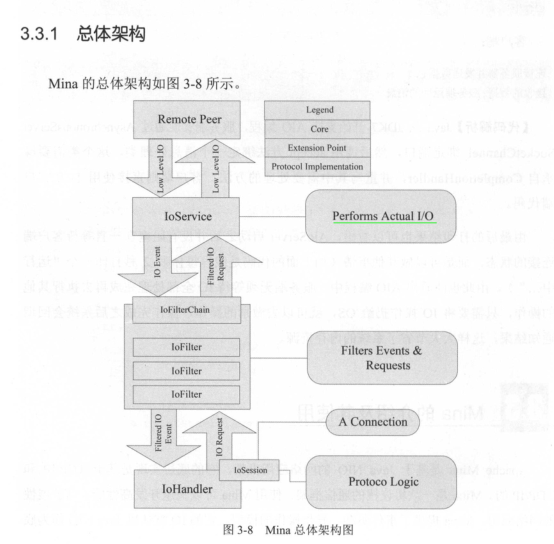 3.3.1 总体架构
Mina 的总体架构如图 3-8 所示。
Remote Peer
Legend
Core
Extension Point
Protocol Implementation
Low Level IO
Low Level IO
IoService
Performs Actual I/O
IO Event
Filtered IO
Request
IoFilterChain
IoFilter
IoFilter
IoFilter
Filters Events &
Requests
Filtered IO
Event
IO Request
A Connection
IoSession
IoHandler
Protoco Logic
图 3-8 Mina 总体架构图